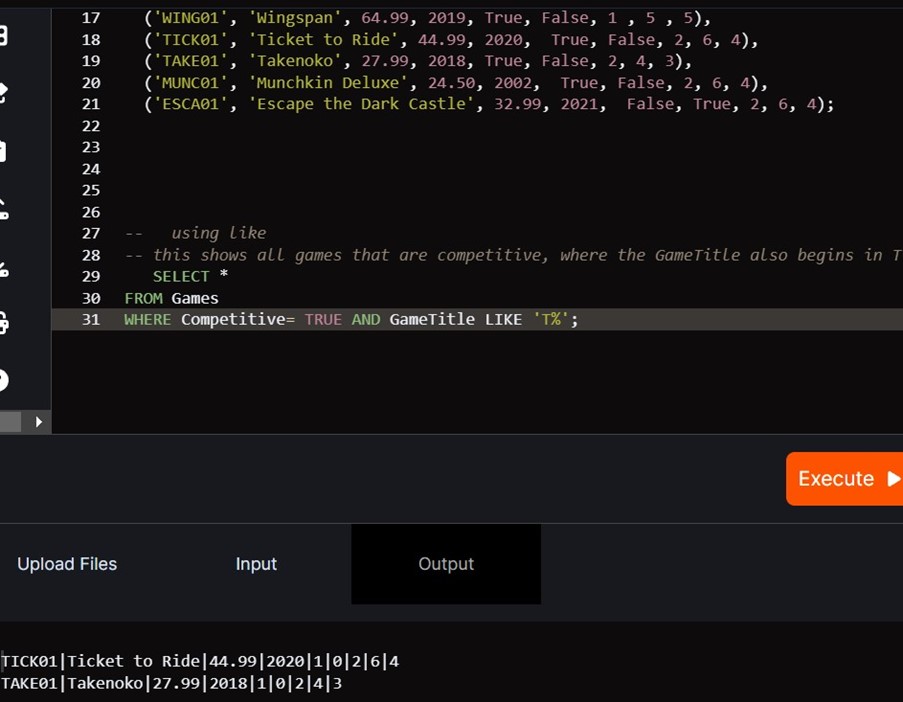 17 ('WING01', 'Wingspan', 64.99, 2019, True, False, 1 , 5 , 5),
18 ('TICK01', 'Ticket to Ride', 44.99, 2020,  True, False, 2, 6, 4),
19 ('TAKE01', 'Takenoko', 27.99, 2018, True, False, 2, 4, 3),
20 ('MUNC01', 'Munchkin Deluxe', 24.50, 2002,  True, False, 2, 6, 4),
21 ('ESCA01', 'Escape the Dark Castle', 32.99, 2021,  False, True, 2, 6, 4);
22
23
24
25
26
27 --   using like
28 -- this shows all games that are competitive, where the GameTitle also begins in T
29 SELECT *
30 FROM Games
31 WHERE Competitive= TRUE AND GameTitle LIKE 'T%';
Execute
Upload Files Input Output
TICK01|Ticket to Ride|44.99|2020|1|0|2|6|4
TAKE01|Takenoko|27.99|2018|1|0|2|4|3